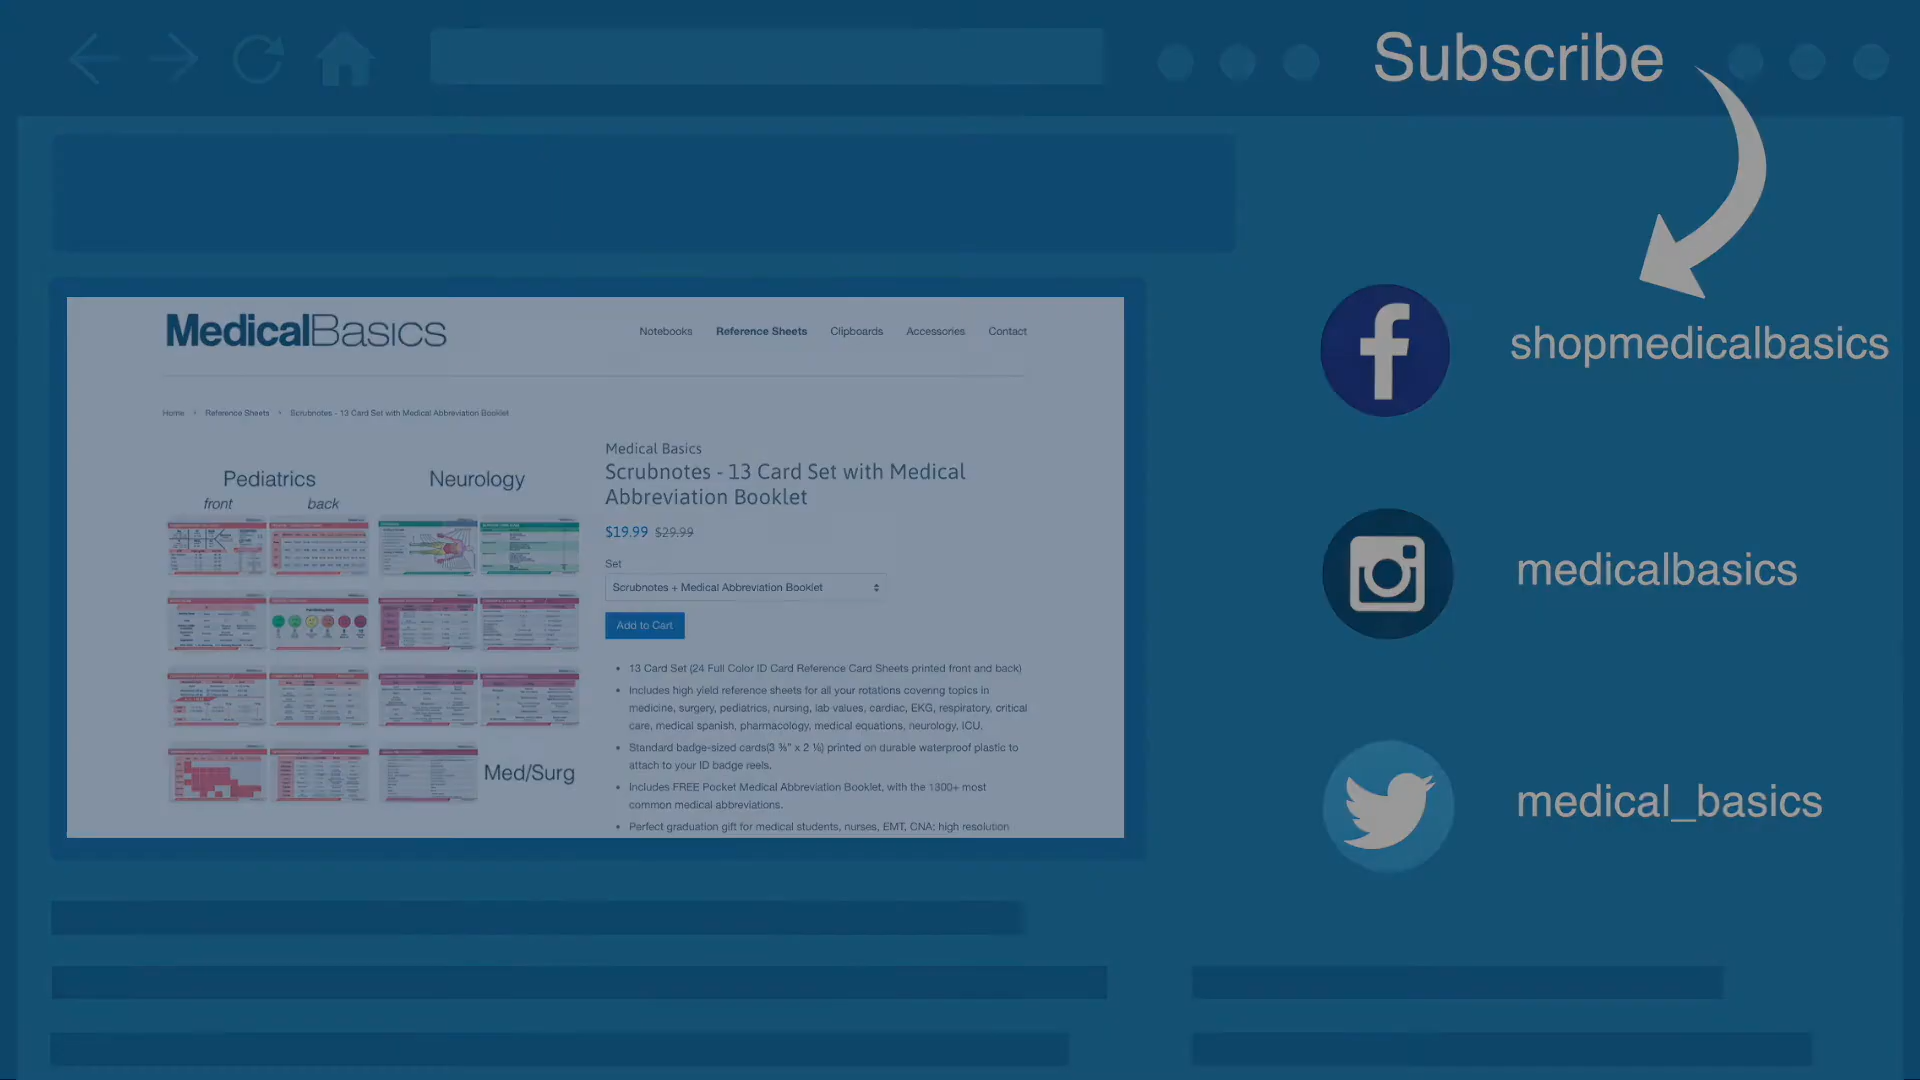 Subscribe
MedicalBasics
Notebooks Reference Sheets Clipboards Accessories Contact
Home › Reference Sheets › Scrubnotes - 13 Card Set with Medical Abbreviation Booklet
Pediatrics
front back
Neurology
Med/Surg
Medical Basics
Scrubnotes - 13 Card Set with Medical
Abbreviation Booklet
$19.99 $29.99
Set
Scrubnotes + Medical Abbreviation Booklet
Add to Cart
• 13 Card Set (24 Full Color ID Card Reference Card Sheets printed front and back)
• Includes high yield reference sheets for all your rotations covering topics in
medicine, surgery, pediatrics, nursing, lab values, cardiac, EKG, respiratory, critical
care, medical spanish, pharmacology, medical equations, neurology, ICU.
• Standard badge-sized cards(3 ⅜" x 2 ⅛) printed on durable waterproof plastic to
attach to your ID badge reels.
• Includes FREE Pocket Medical Abbreviation Booklet, with the 1300+ most
common medical abbreviations.
• Perfect graduation gift for medical students, nurses, EMT, CNA: high resolution
shopmedicalbasics
medicalbasics
medical_basics